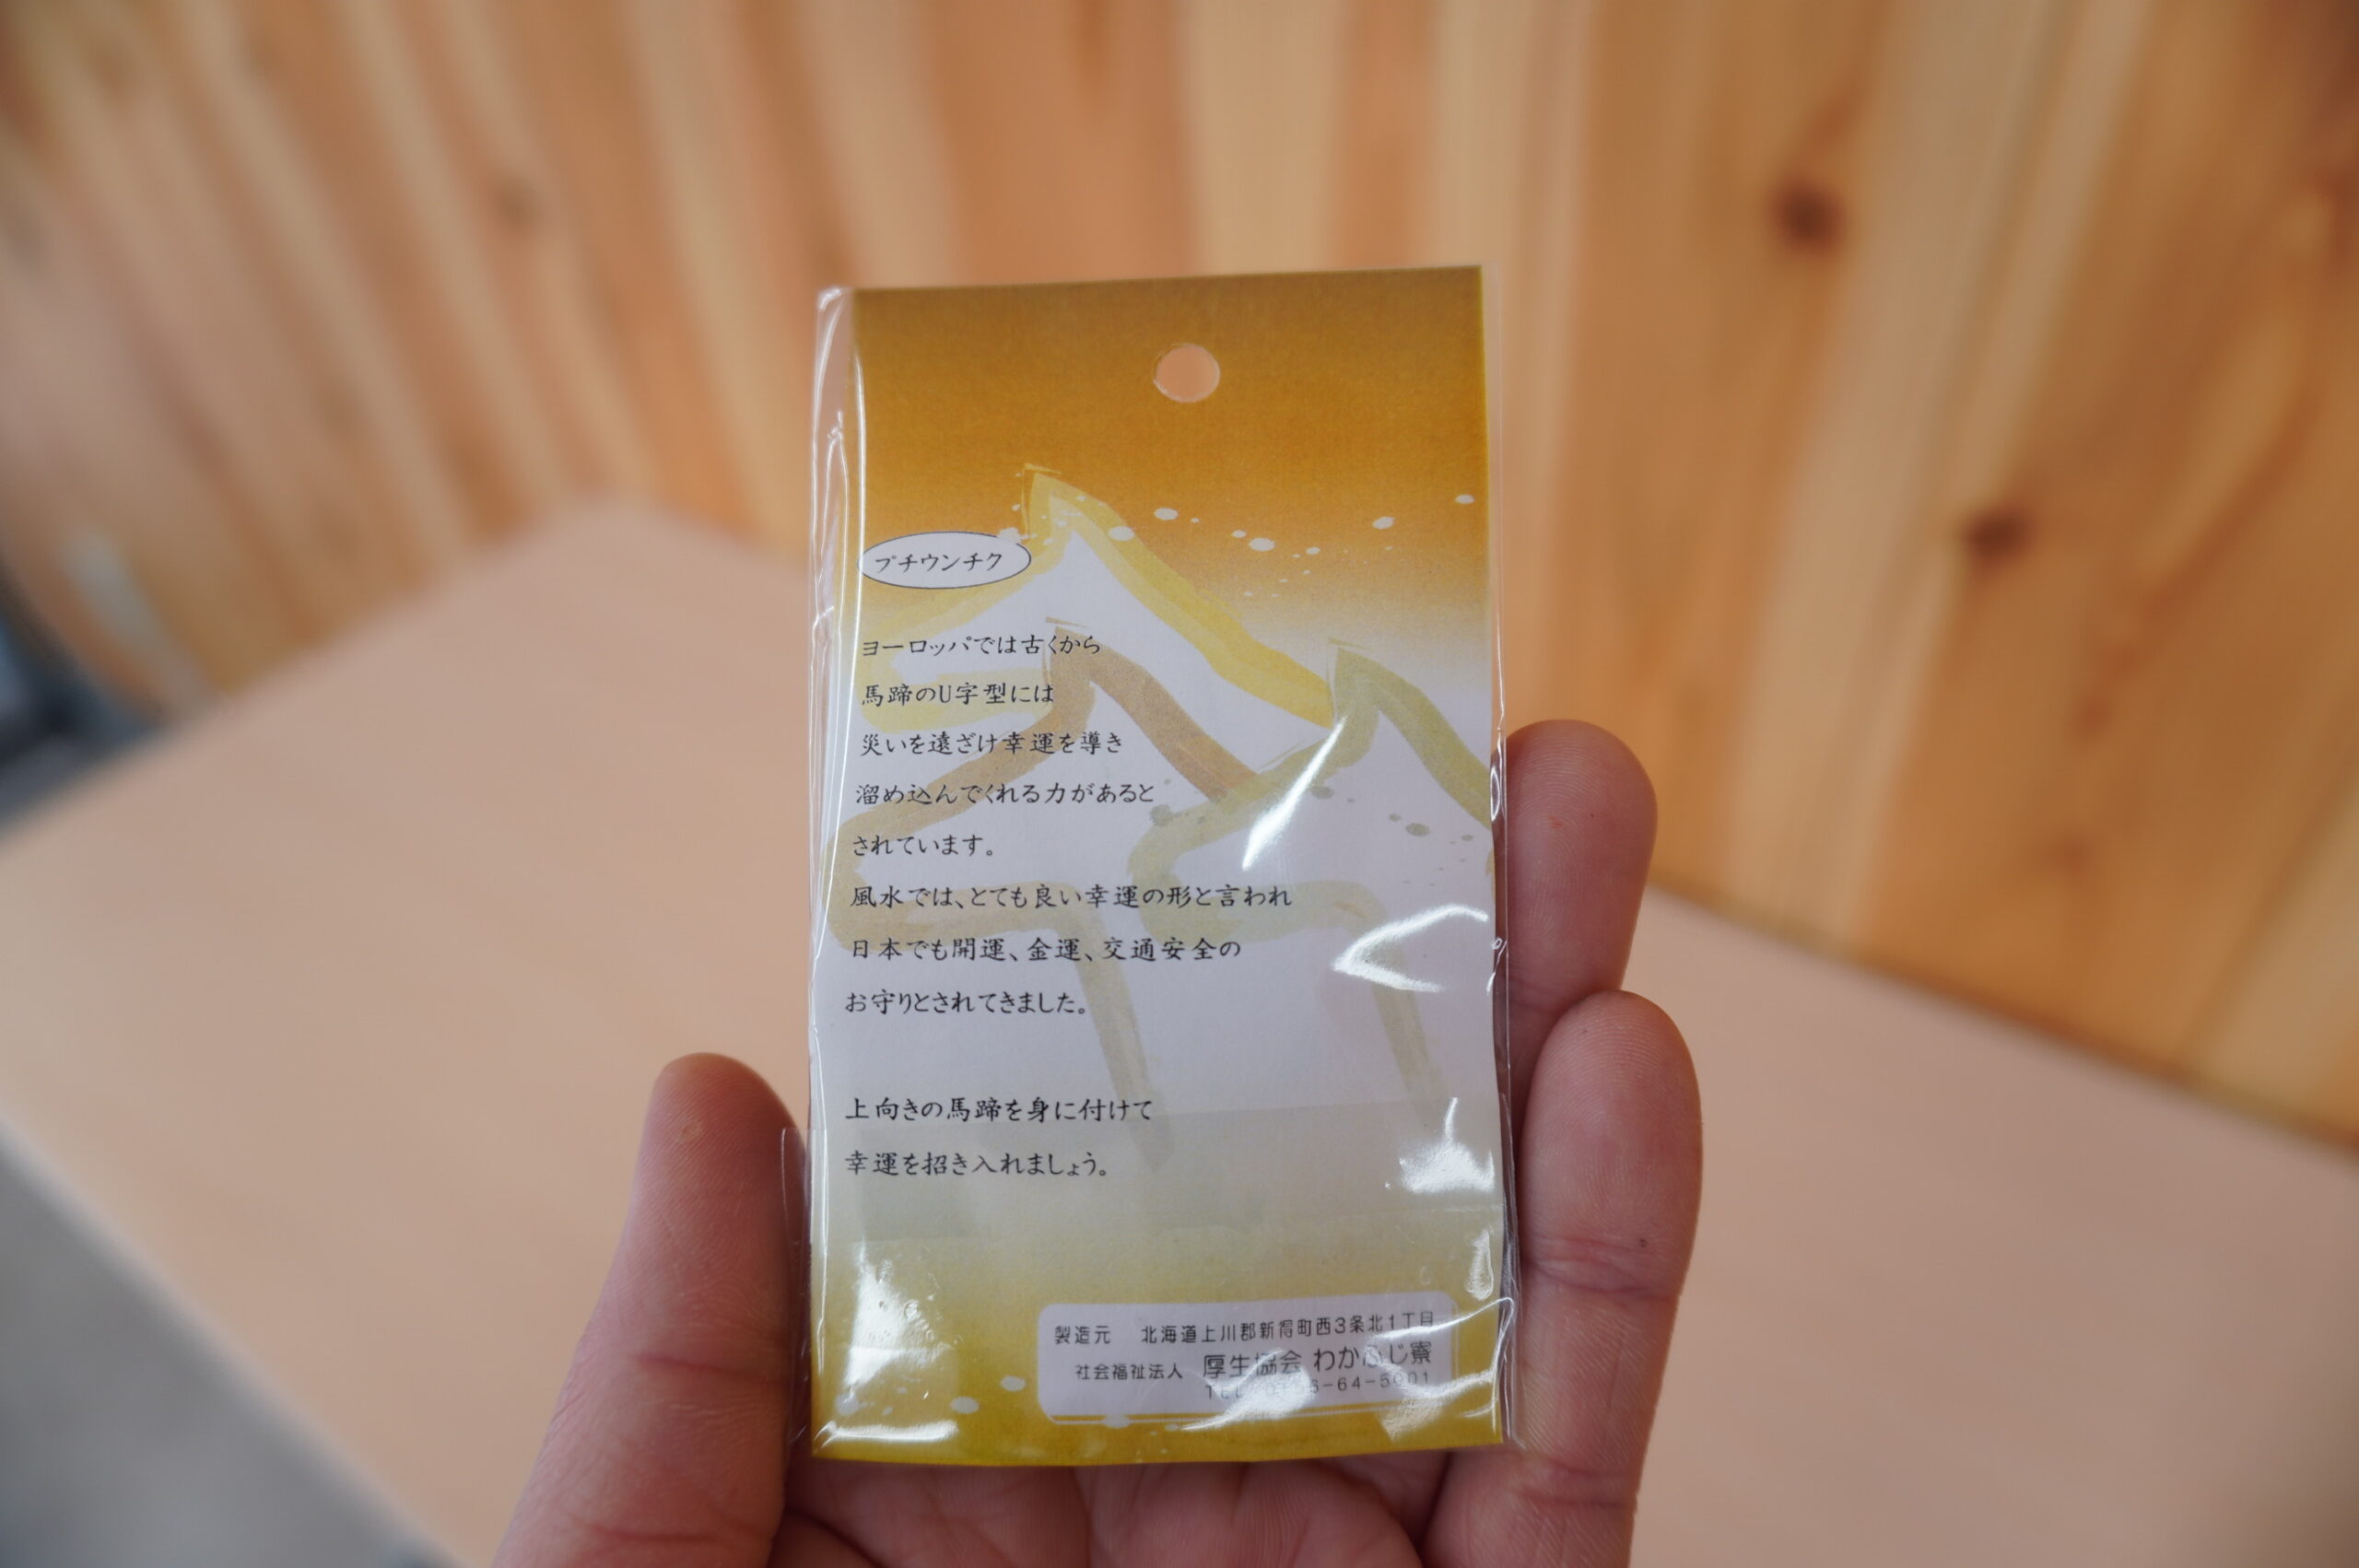 プチウンチク
ヨーロッパでは古くから
馬蹄のU字型には
災いを遠ざけ幸運を導き
溜め込んでくれる力があると
されています。
風水では、とても良い幸運の形と言われ
日本でも開運、金運、交通安全の
お守りとされてきました。
上向きの馬蹄を身に付けて
幸運を招き入れましょう。
製造元 北海道上川郡新得町西3条北1丁目
社会福祉法人 厚生協会 わかふじ寮
TEL